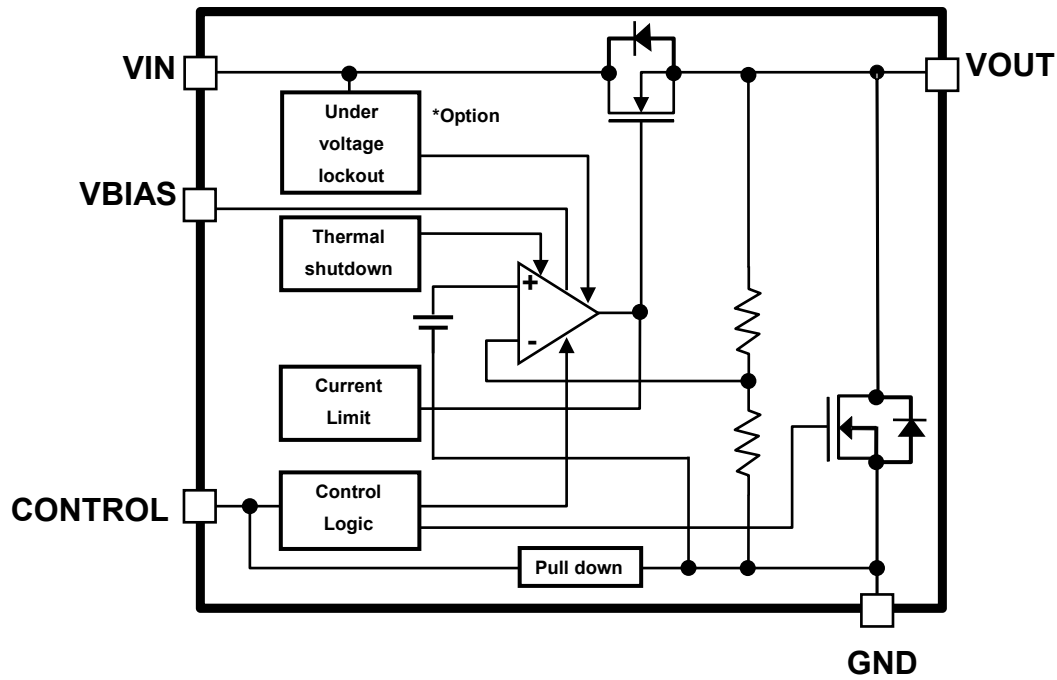 VIN
VOUT
Under
voltage
lockout
*Option
VBIAS
Thermal
shutdown
+
-
Current
Limit
CONTROL
Control
Logic
Pull down
GND